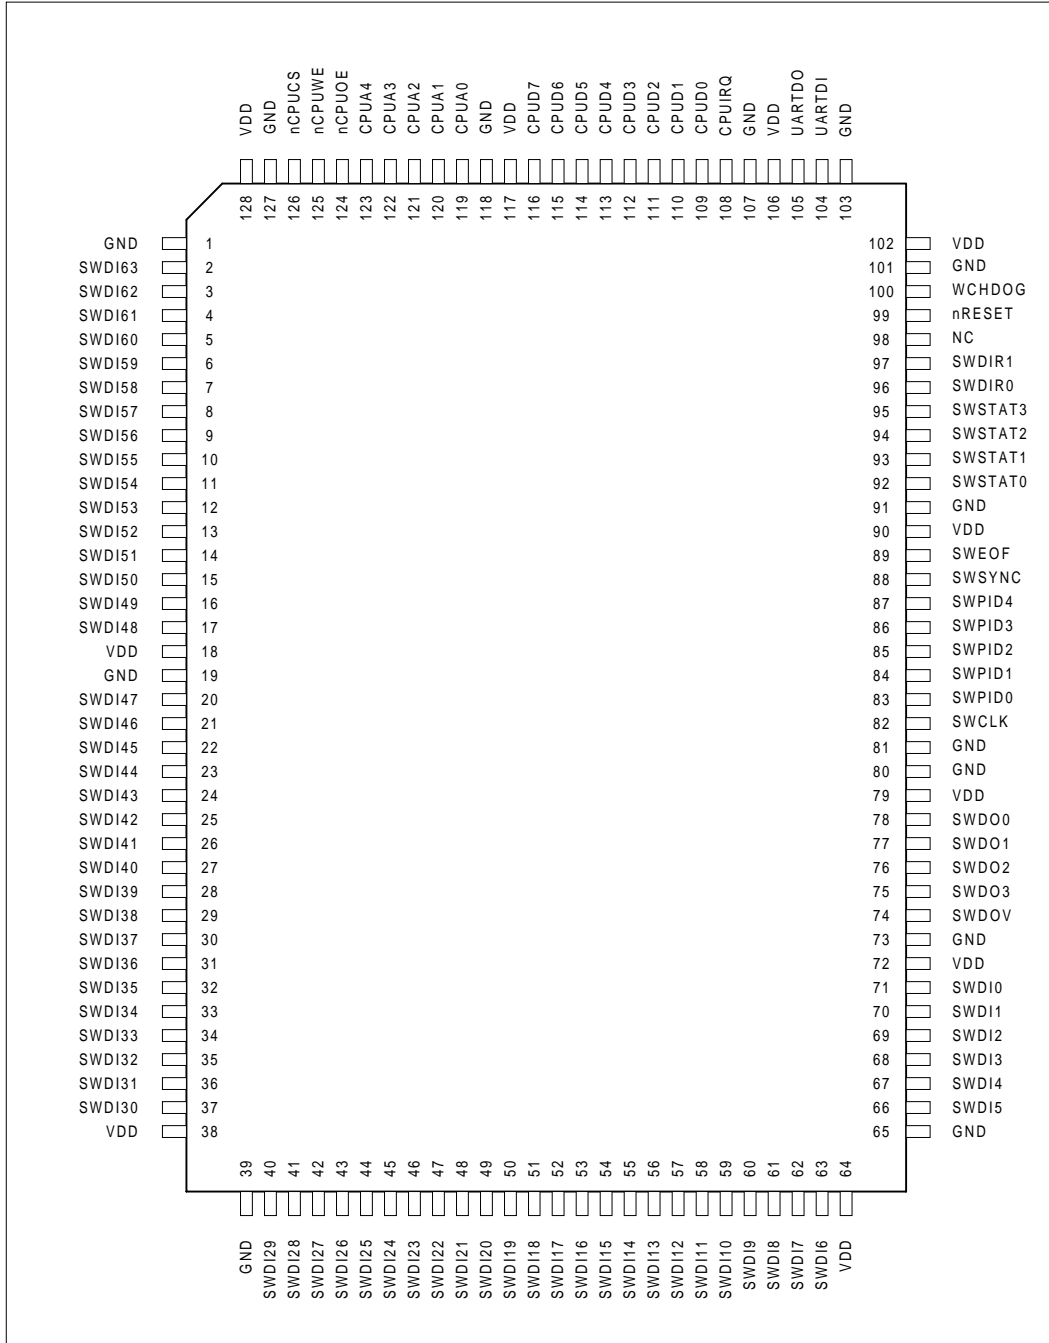 VDD GND nCPUCS nCPUWE nCPUOE CPUA4 CPUA3 CPUA2 CPUA1 CPUA0 GND VDD CPUD7 CPUD6 CPUD5 CPUD4 CPUD3 CPUD2 CPUD1 CPUD0 CPUIRQ GND VDD UARTDO UARTDI GND
128 127 126 125 124 123 122 121 120 119 118 117 116 115 114 113 112 111 110 109 108 107 106 105 104 103
GND 1 102 VDD
SWDI63 2 101 GND
SWDI62 3 100 WCHDOG
SWDI61 4 99 nRESET
SWDI60 5 98 NC
SWDI59 6 97 SWDIR1
SWDI58 7 96 SWDIR0
SWDI57 8 95 SWSTAT3
SWDI56 9 94 SWSTAT2
SWDI55 10 93 SWSTAT1
SWDI54 11 92 SWSTAT0
SWDI53 12 91 GND
SWDI52 13 90 VDD
SWDI51 14 89 SWEOF
SWDI50 15 88 SWSYNC
SWDI49 16 87 SWPID4
SWDI48 17 86 SWPID3
VDD 18 85 SWPID2
GND 19 84 SWPID1
SWDI47 20 83 SWPID0
SWDI46 21 82 SWCLK
SWDI45 22 81 GND
SWDI44 23 80 GND
SWDI43 24 79 VDD
SWDI42 25 78 SWDO0
SWDI41 26 77 SWDO1
SWDI40 27 76 SWDO2
SWDI39 28 75 SWDO3
SWDI38 29 74 SWDOV
SWDI37 30 73 GND
SWDI36 31 72 VDD
SWDI35 32 71 SWDI0
SWDI34 33 70 SWDI1
SWDI33 34 69 SWDI2
SWDI32 35 68 SWDI3
SWDI31 36 67 SWDI4
SWDI30 37 66 SWDI5
VDD 38 65 GND
39 40 41 42 43 44 45 46 47 48 49 50 51 52 53 54 55 56 57 58 59 60 61 62 63 64
GND SWDI29 SWDI28 SWDI27 SWDI26 SWDI25 SWDI24 SWDI23 SWDI22 SWDI21 SWDI20 SWDI19 SWDI18 SWDI17 SWDI16 SWDI15 SWDI14 SWDI13 SWDI12 SWDI11 SWDI10 SWDI9 SWDI8 SWDI7 SWDI6 VDD